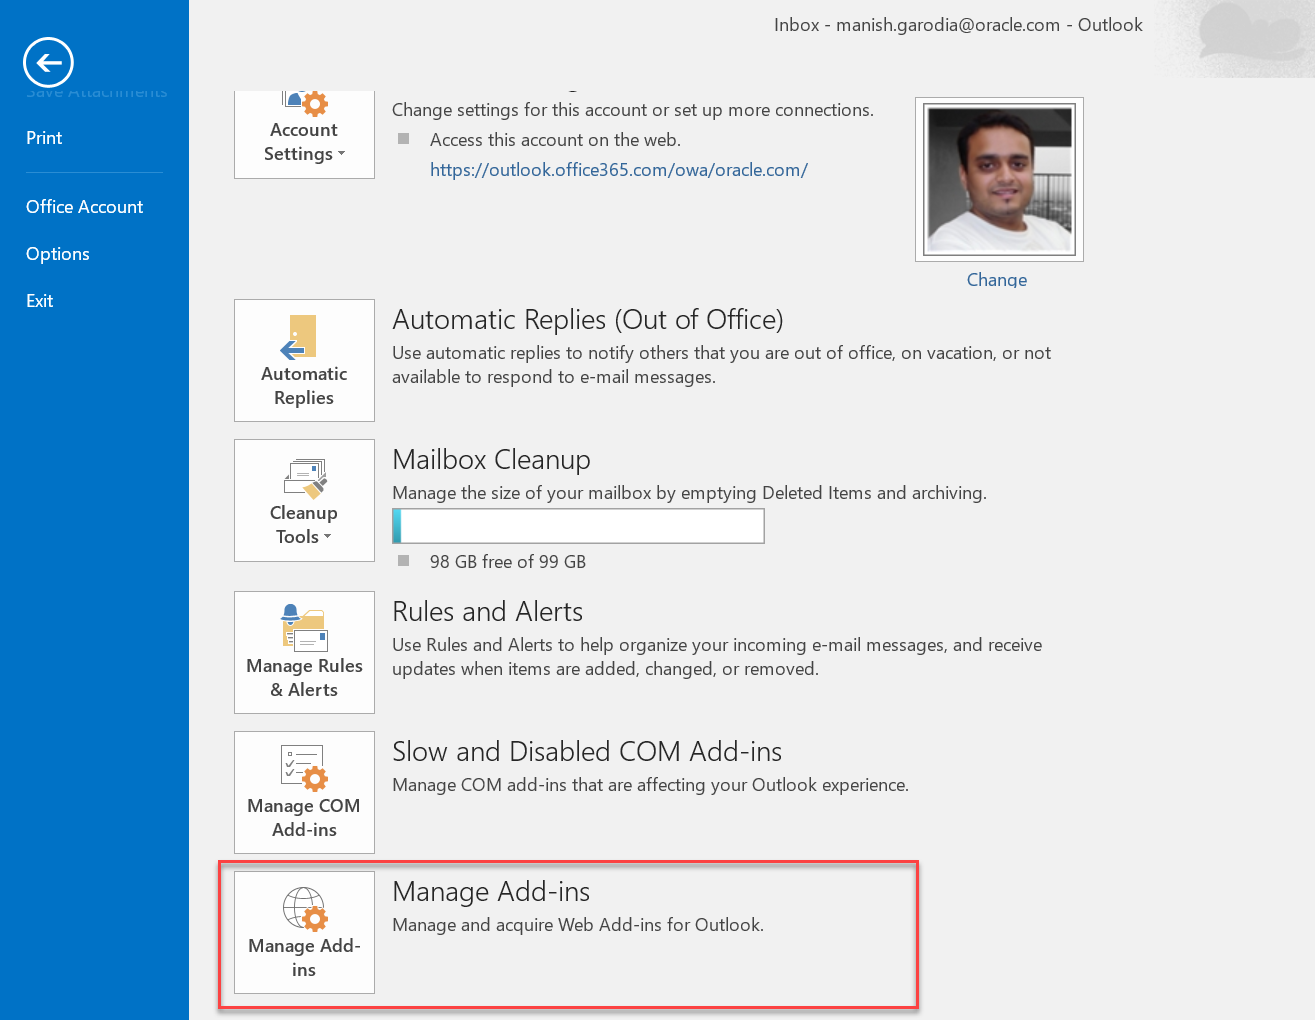 Inbox - manish.garodia@oracle.com - Outlook
Save Attachments
Print
Office Account
Options
Exit
Account
Settings
Change settings for this account or set up more connections.
Access this account on the web.
https://outlook.office365.com/owa/oracle.com/
Change
Automatic
Replies
Automatic Replies (Out of Office)
Use automatic replies to notify others that you are out of office, on vacation, or not
available to respond to e-mail messages.
Cleanup
Tools
Mailbox Cleanup
Manage the size of your mailbox by emptying Deleted Items and archiving.
98 GB free of 99 GB
Manage Rules
& Alerts
Rules and Alerts
Use Rules and Alerts to help organize your incoming e-mail messages, and receive
updates when items are added, changed, or removed.
Manage COM
Add-ins
Slow and Disabled COM Add-ins
Manage COM add-ins that are affecting your Outlook experience.
Manage Add-
ins
Manage Add-ins
Manage and acquire Web Add-ins for Outlook.